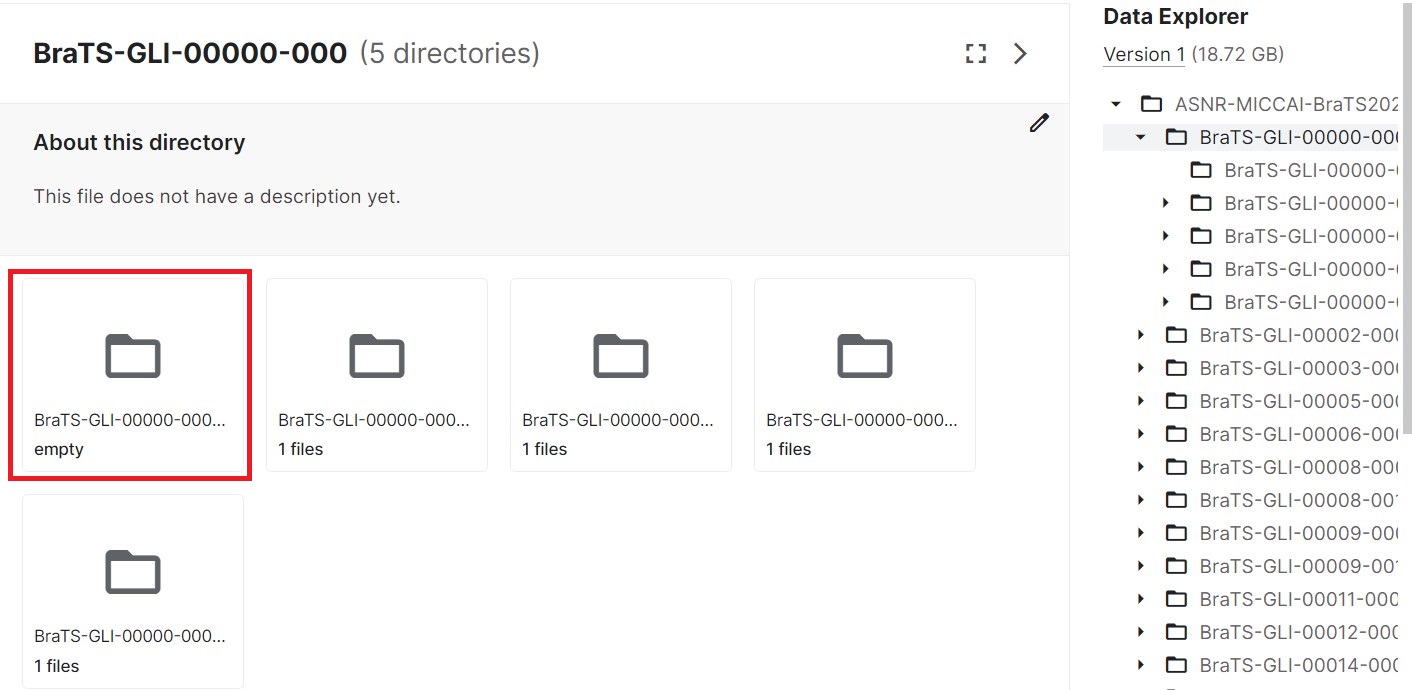 BraTS-GLI-00000-000 (5 directories)
About this directory
This file does not have a description yet.
BraTS-GLI-00000-000...
empty
BraTS-GLI-00000-000...
1 files
BraTS-GLI-00000-000...
1 files
BraTS-GLI-00000-000...
1 files
BraTS-GLI-00000-000...
1 files
Data Explorer
Version 1 (18.72 GB)
ASNR-MICCAI-BraTS202
BraTS-GLI-00000-00
BraTS-GLI-00000-
BraTS-GLI-00000-
BraTS-GLI-00000-
BraTS-GLI-00000-
BraTS-GLI-00000-
BraTS-GLI-00002-00
BraTS-GLI-00003-00
BraTS-GLI-00005-00
BraTS-GLI-00006-00
BraTS-GLI-00008-00
BraTS-GLI-00008-00
BraTS-GLI-00009-00
BraTS-GLI-00009-00
BraTS-GLI-00011-000
BraTS-GLI-00012-00
BraTS-GLI-00014-00